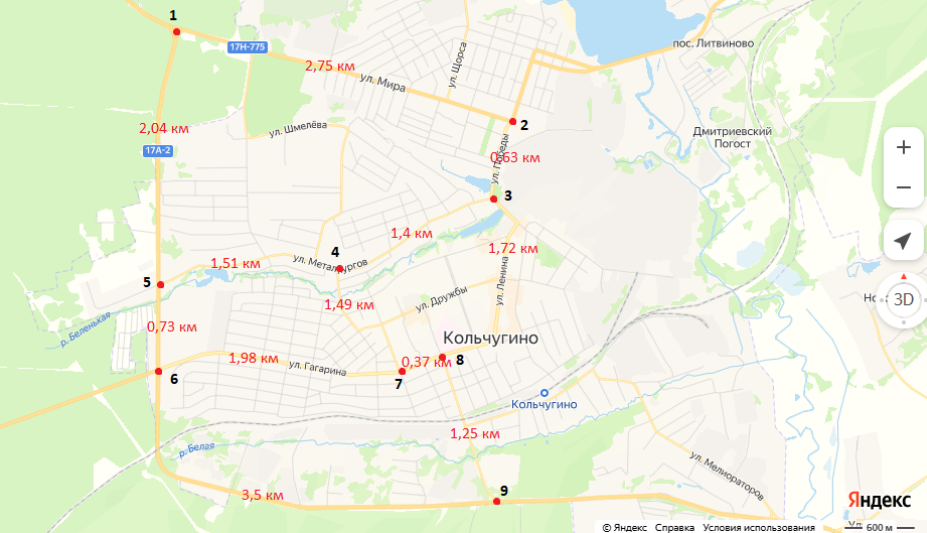 1
17Н-775
2,75 км
ул. Мира
ул. Щорса
пос. Литвиново
2,04 км
17А-2
ул. Шмелёва
2
0,63 км
ул. Победы
Дмитриевский
Погост
3
1,4 км
4
ул. Металлургов
1,51 км
1,72 км
ул. Ленина
5
р. Беленькая
0,73 км
1,49 км
ул. Дружбы
3D
Кольчугино
1,98 км
ул. Гагарина
0,37 км
8
6
7
Кольчугино
1,25 км
р. Белая
ул. Мелиораторов
3,5 км
9
Яндекс
© Яндекс Справка Условия использования
600 м